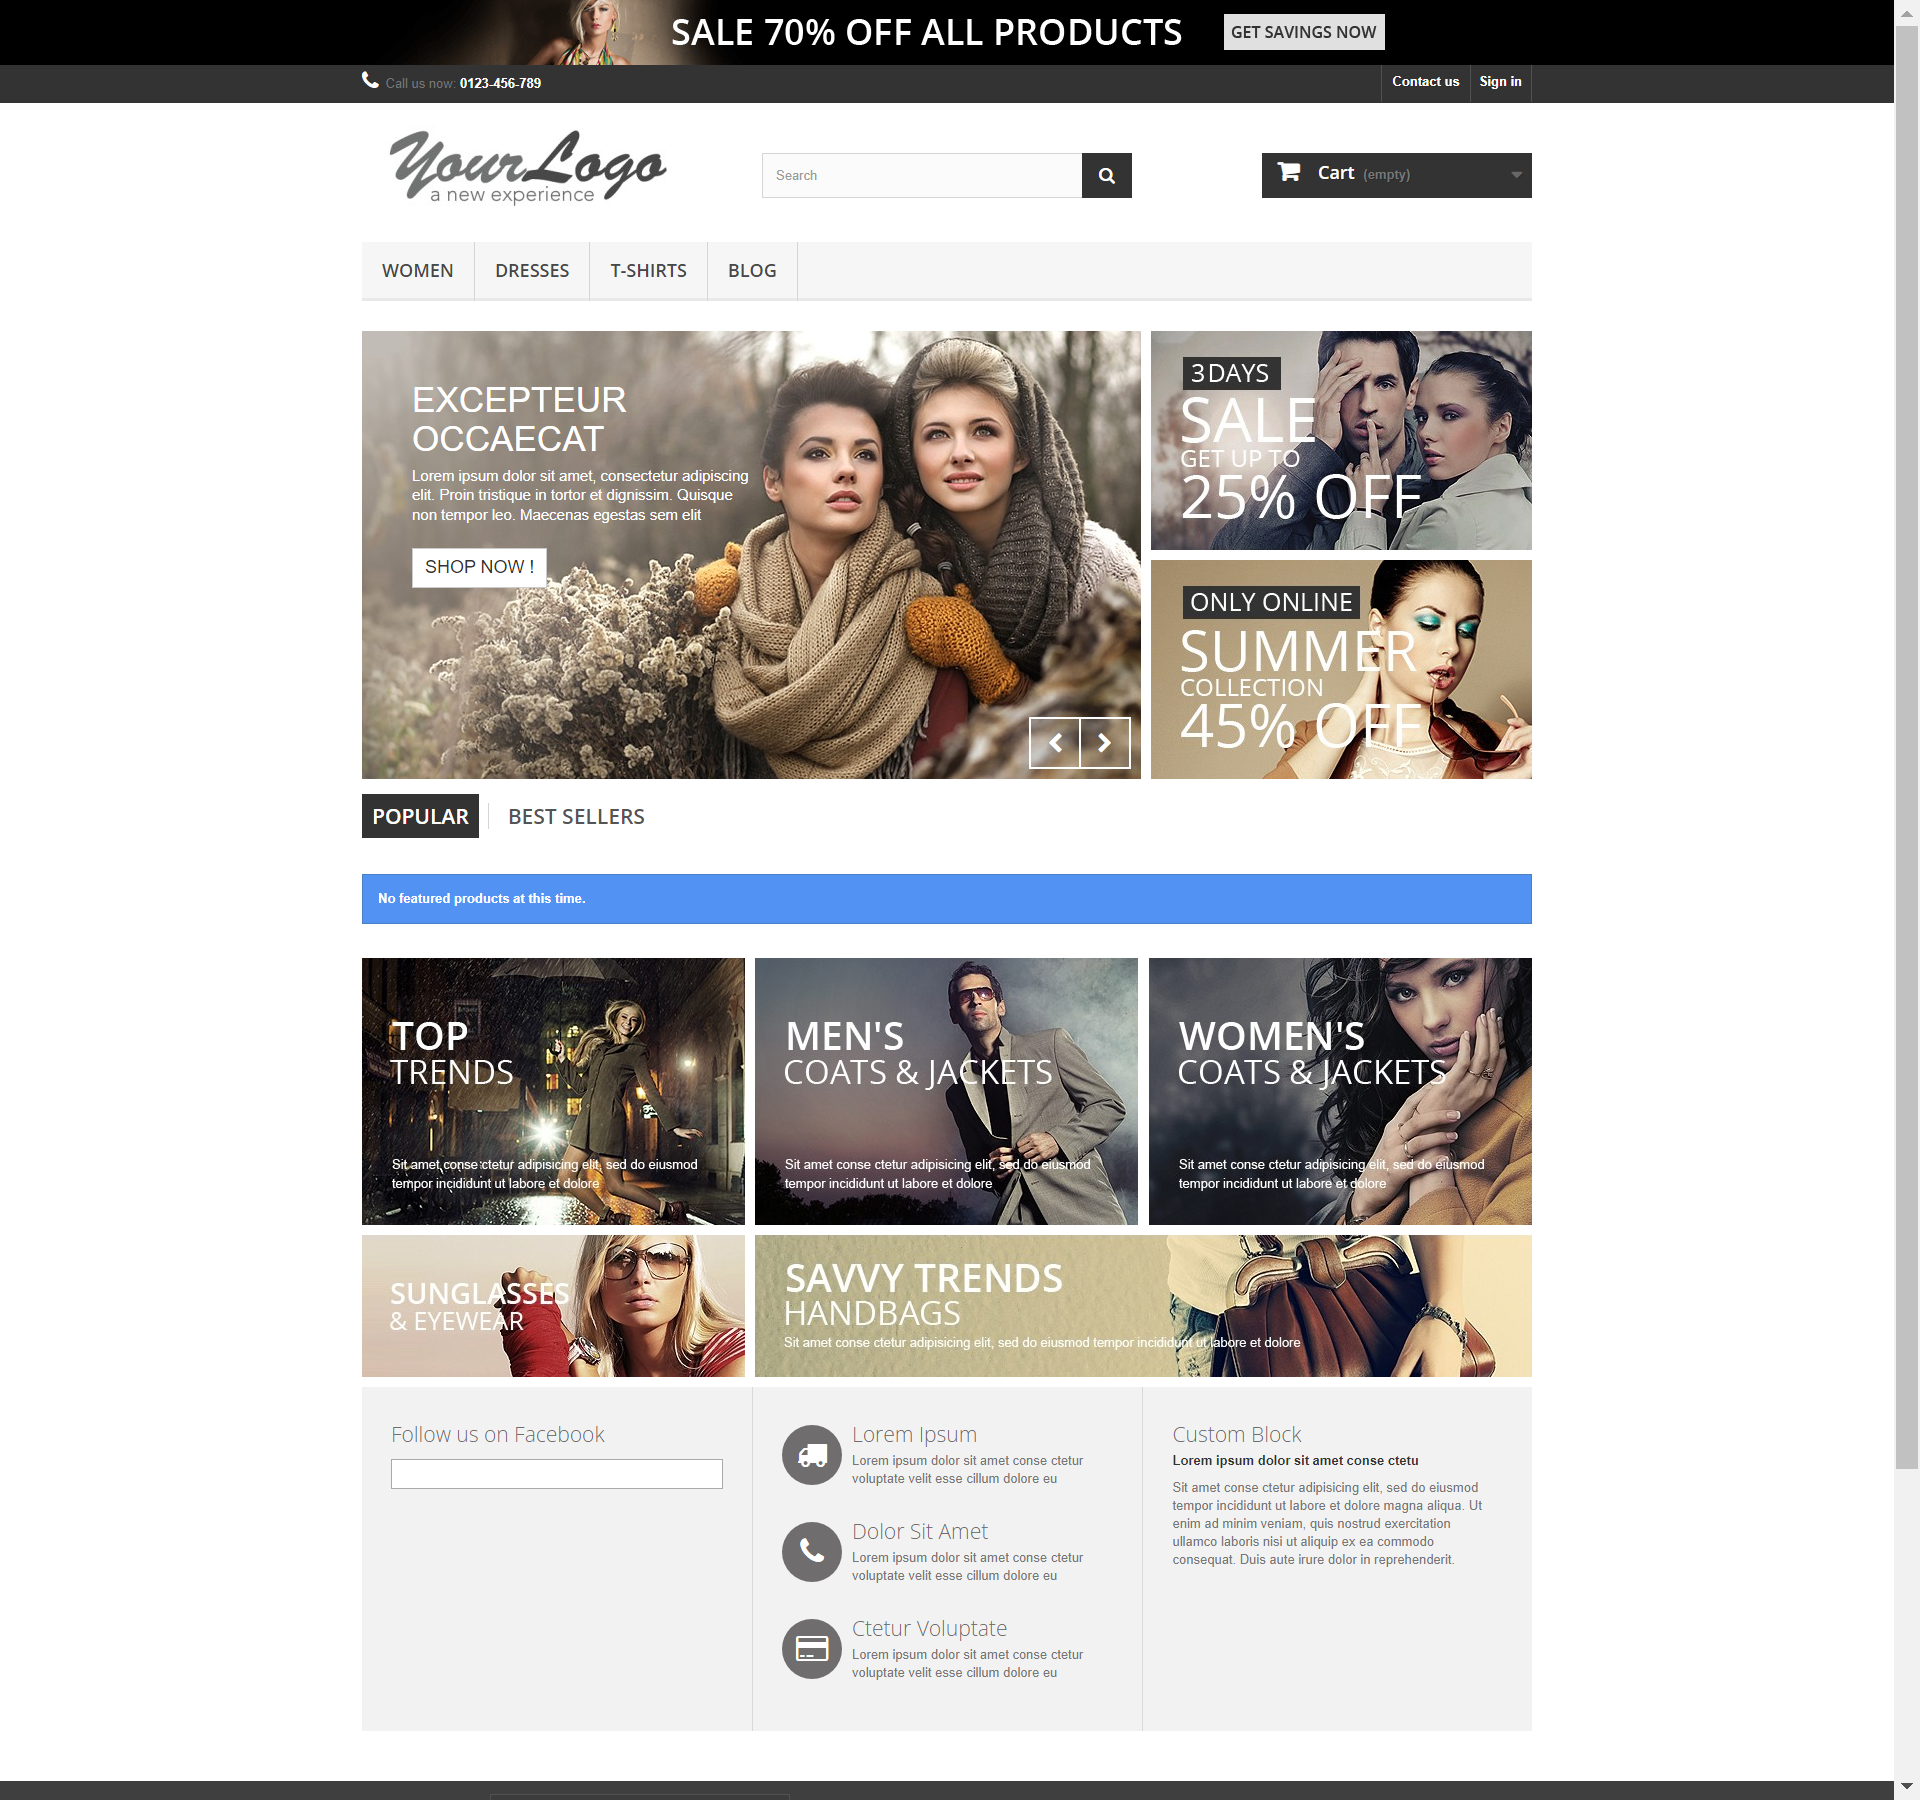 SALE 70% OFF ALL PRODUCTS
GET SAVINGS NOW
Call us now: 0123-456-789
Contact us
Sign in
YourLogo
a new experience
Search
Cart (empty)
WOMEN
DRESSES
T-SHIRTS
BLOG
EXCEPTEUR
OCCAECAT
Lorem ipsum dolor sit amet, consectetur adipiscing
elit. Proin tristique in tortor et dignissim. Quisque
non tempor leo. Maecenas egestas sem elit
SHOP NOW !
3DAYS
SALE
GET UP TO
25% OFF
ONLY ONLINE
SUMMER
COLLECTION
45% OFF
POPULAR
BEST SELLERS
No featured products at this time.
TOP
TRENDS
Sit amet conse ctetur adipisicing elit, sed do eiusmod
tempor incididunt ut labore et dolore
MEN'S
COATS & JACKETS
Sit amet conse ctetur adipisicing elit, sed do eiusmod
tempor incididunt ut labore et dolore
WOMEN'S
COATS & JACKETS
Sit amet conse ctetur adipisicing elit, sed do eiusmod
tempor incididunt ut labore et dolore
SUNGLASSES
& EYEWEAR
SAVVY TRENDS
HANDBAGS
Sit amet conse ctetur adipisicing elit, sed do eiusmod tempor incididunt ut labore et dolore
Follow us on Facebook
Lorem Ipsum
Lorem ipsum dolor sit amet conse ctetur
voluptate velit esse cillum dolore eu
Dolor Sit Amet
Lorem ipsum dolor sit amet conse ctetur
voluptate velit esse cillum dolore eu
Ctetur Voluptate
Lorem ipsum dolor sit amet conse ctetur
voluptate velit esse cillum dolore eu
Custom Block
Lorem ipsum dolor sit amet conse ctetu
Sit amet conse ctetur adipisicing elit, sed do eiusmod
tempor incididunt ut labore et dolore magna aliqua. Ut
enim ad minim veniam, quis nostrud exercitation
ullamco laboris nisi ut aliquip ex ea commodo
consequat. Duis aute irure dolor in reprehenderit.